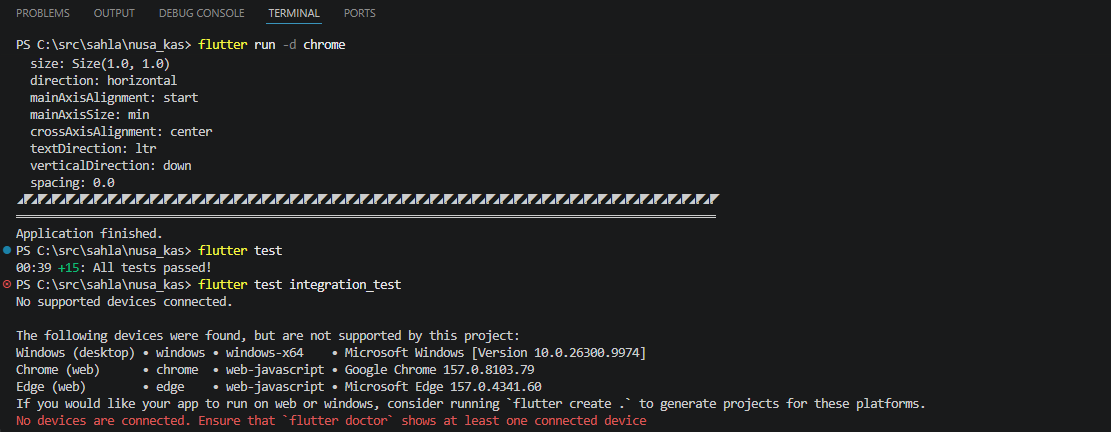 PROBLEMS OUTPUT DEBUG CONSOLE TERMINAL PORTS
PS C:\src\sahla\nusa_kas> flutter run -d chrome
size: Size(1.0, 1.0)
direction: horizontal
mainAxisAlignment: start
mainAxisSize: min
crossAxisAlignment: center
textDirection: ltr
verticalDirection: down
spacing: 0.0
Application finished.
PS C:\src\sahla\nusa_kas> flutter test
00:39 +15: All tests passed!
PS C:\src\sahla\nusa_kas> flutter test integration_test
No supported devices connected.
The following devices were found, but are not supported by this project:
Windows (desktop) • windows • windows-x64 • Microsoft Windows [Version 10.0.26300.9974]
Chrome (web) • chrome • web-javascript • Google Chrome 157.0.8103.79
Edge (web) • edge • web-javascript • Microsoft Edge 157.0.4341.60
If you would like your app to run on web or windows, consider running `flutter create .` to generate projects for these platforms.
No devices are connected. Ensure that `flutter doctor` shows at least one connected device